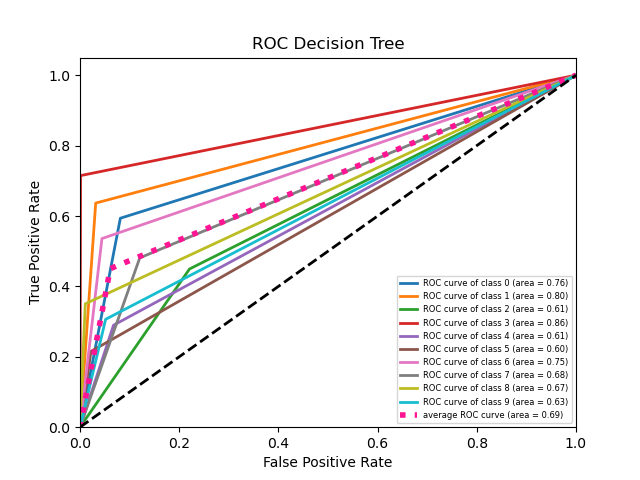 ROC Decision Tree
True Positive Rate
1.0
0.8
0.6
0.4
0.2
0.0
ROC curve of class 0 (area = 0.76)
ROC curve of class 1 (area = 0.80)
ROC curve of class 2 (area = 0.61)
ROC curve of class 3 (area = 0.86)
ROC curve of class 4 (area = 0.61)
ROC curve of class 5 (area = 0.60)
ROC curve of class 6 (area = 0.75)
ROC curve of class 7 (area = 0.68)
ROC curve of class 8 (area = 0.67)
ROC curve of class 9 (area = 0.63)
average ROC curve (area = 0.69)
0.0 0.2 0.4 0.6 0.8 1.0
False Positive Rate